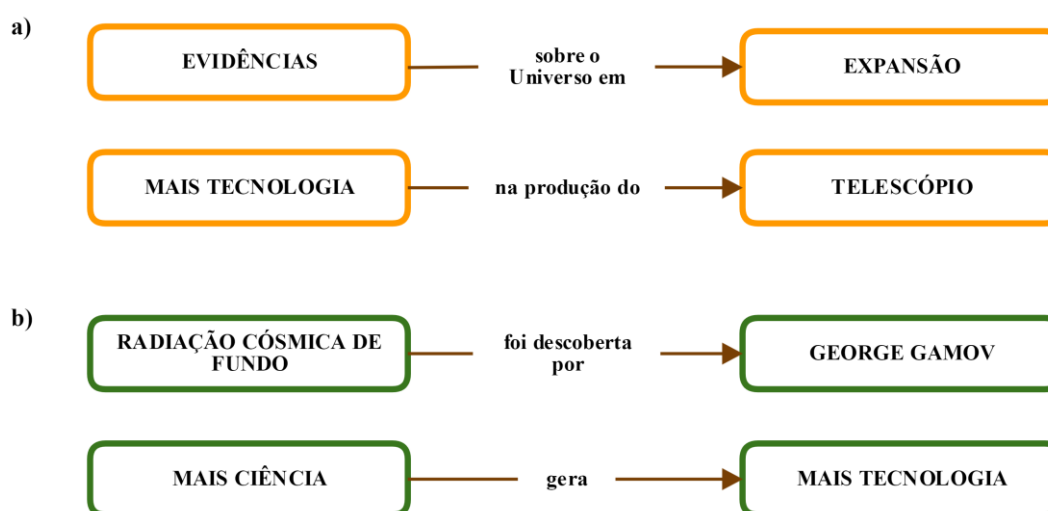 a)
EVIDÊNCIAS
sobre o
Universo em
EXPANSÃO
MAIS TECNOLOGIA
na produção do
TELESCÓPIO
b)
RADIAÇÃO CÓSMICA DE
FUNDO
foi descoberta
por
GEORGE GAMOV
MAIS CIÊNCIA
gera
MAIS TECNOLOGIA